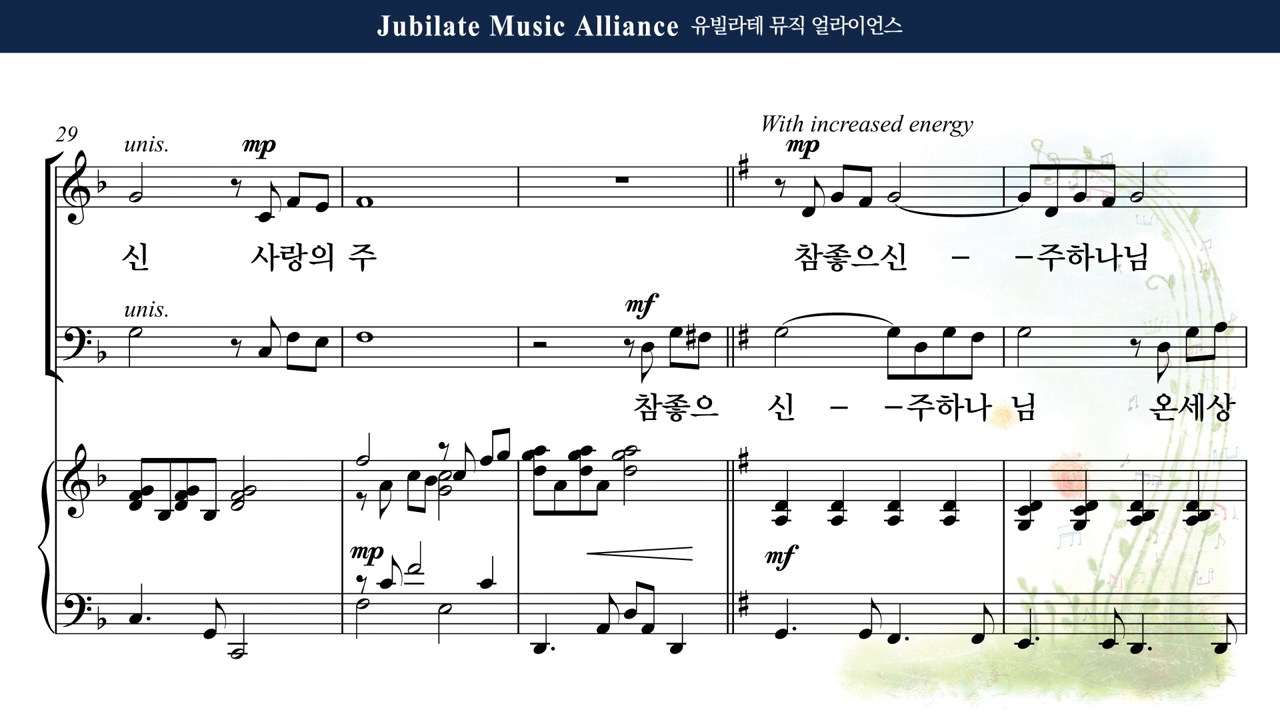 Jubilate Music Alliance 유빌라테 뮤직 얼라이언스
With increased energy
29 unis. mp mp
신 사랑의 주 참좋으신 – –주하나님
unis. mf
참좋으 신 – –주하나 님 온세상
mp mf